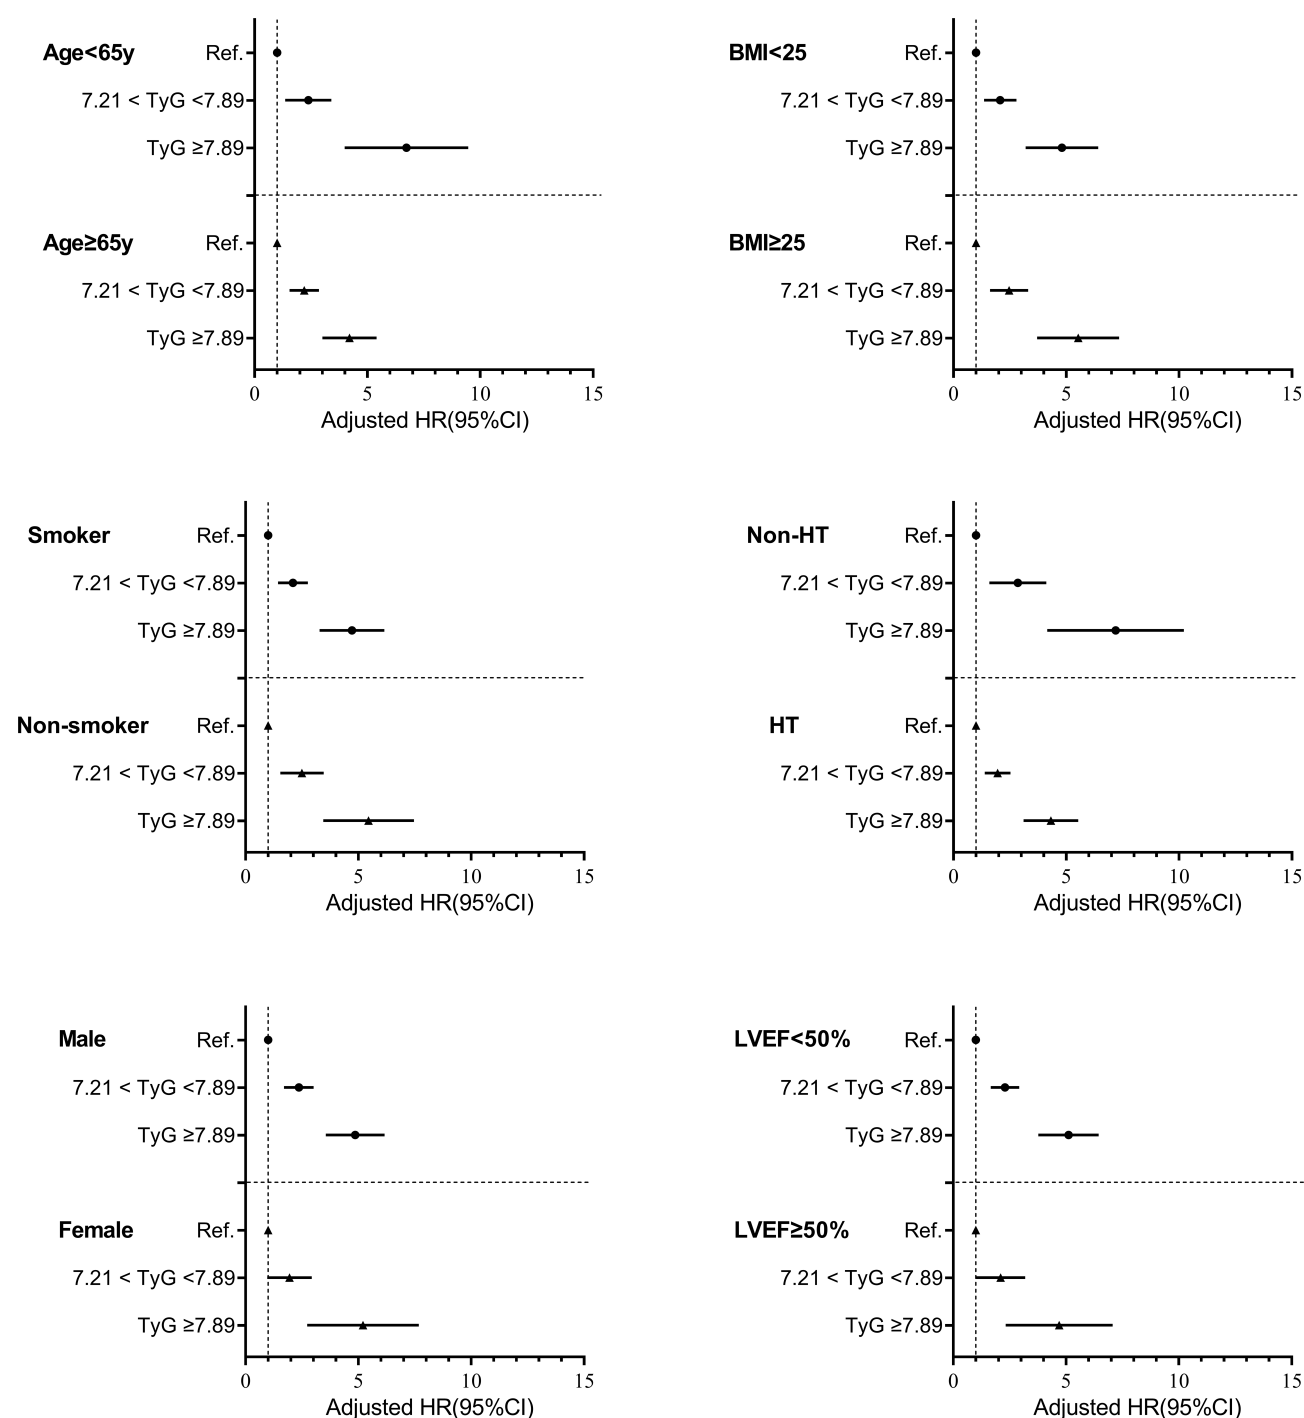 Age<65y Ref.
7.21 < TyG <7.89
TyG ≥7.89
Age≥65y Ref.
7.21 < TyG <7.89
TyG ≥7.89
0 5 10 15
Adjusted HR(95%CI)
BMI<25 Ref.
7.21 < TyG <7.89
TyG ≥7.89
BMI≥25 Ref.
7.21 < TyG <7.89
TyG ≥7.89
0 5 10 15
Adjusted HR(95%CI)
Smoker Ref.
7.21 < TyG <7.89
TyG ≥7.89
Non-smoker Ref.
7.21 < TyG <7.89
TyG ≥7.89
0 5 10 15
Adjusted HR(95%CI)
Non-HT Ref.
7.21 < TyG <7.89
TyG ≥7.89
HT Ref.
7.21 < TyG <7.89
TyG ≥7.89
0 5 10 15
Adjusted HR(95%CI)
Male Ref.
7.21 < TyG <7.89
TyG ≥7.89
Female Ref.
7.21 < TyG <7.89
TyG ≥7.89
0 5 10 15
Adjusted HR(95%CI)
LVEF<50% Ref.
7.21 < TyG <7.89
TyG ≥7.89
LVEF≥50% Ref.
7.21 < TyG <7.89
TyG ≥7.89
0 5 10 15
Adjusted HR(95%CI)